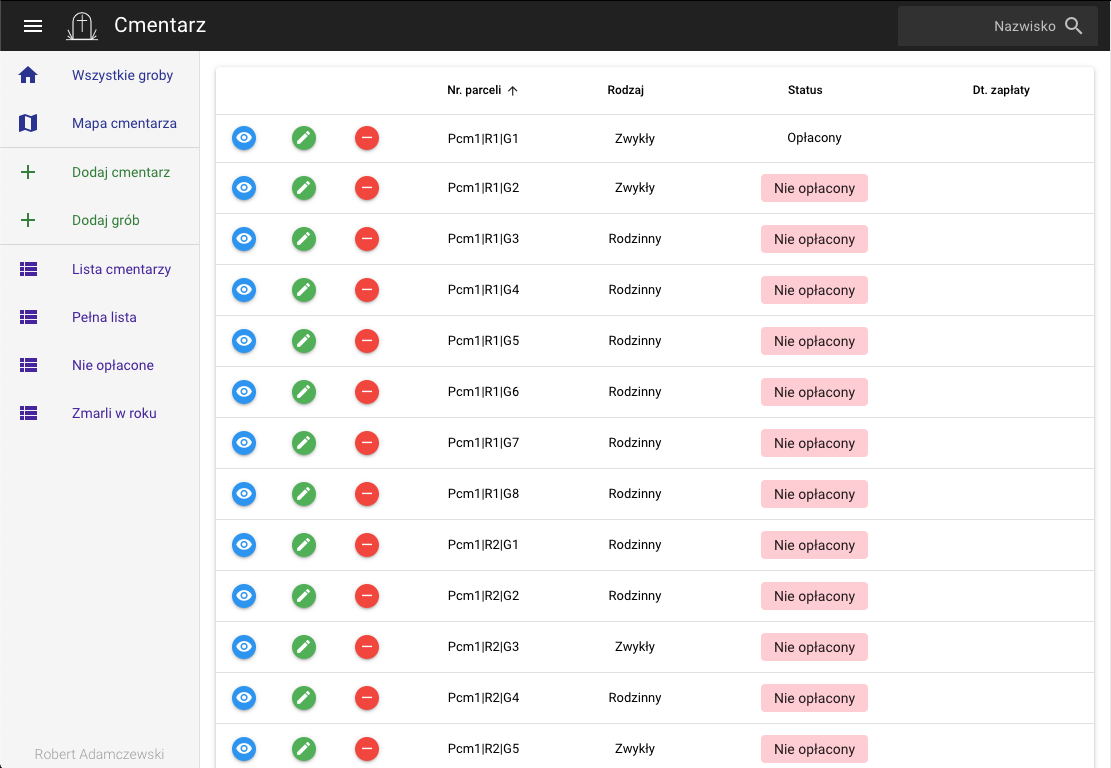 Cmentarz
Nazwisko
Wszystkie groby
Mapa cmentarza
Dodaj cmentarz
Dodaj grób
Lista cmentarzy
Pełna lista
Nie opłacone
Zmarli w roku
Robert Adamczewski
Nr. parceli Rodzaj Status Dt. zapłaty
Pcm1|R1|G1 Zwykły Opłacony
Pcm1|R1|G2 Zwykły Nie opłacony
Pcm1|R1|G3 Rodzinny Nie opłacony
Pcm1|R1|G4 Rodzinny Nie opłacony
Pcm1|R1|G5 Rodzinny Nie opłacony
Pcm1|R1|G6 Rodzinny Nie opłacony
Pcm1|R1|G7 Rodzinny Nie opłacony
Pcm1|R1|G8 Rodzinny Nie opłacony
Pcm1|R2|G1 Rodzinny Nie opłacony
Pcm1|R2|G2 Rodzinny Nie opłacony
Pcm1|R2|G3 Zwykły Nie opłacony
Pcm1|R2|G4 Rodzinny Nie opłacony
Pcm1|R2|G5 Zwykły Nie opłacony